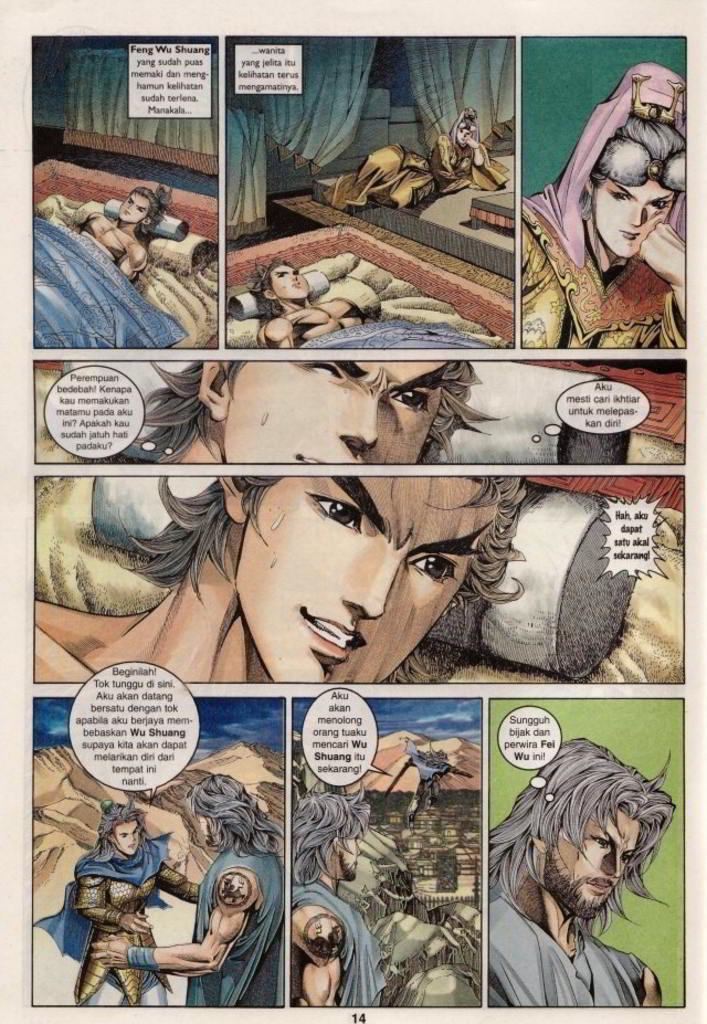 Feng Wu Shuang
yang sudah puas
memaki dan meng-
hamun kelihatan
sudah terlena.
Manakala...
...wanita
yang jelita itu
kelihatan terus
mengamatinya.
Perempuan
bedebah! Kenapa
kau memakukan
matamu pada aku
ini? Apakah kau
sudah jatuh hati
padaku?
Aku
mesti cari ikhtiar
untuk melepas-
kan diri!
Hah, aku
dapat
satu akal
sekarang!
Beginilah!
Tok tunggu di sini.
Aku akan datang
bersatu dengan tok
apabila aku berjaya mem-
bebaskan Wu Shuang
supaya kita akan dapat
melarikan diri dari
tempat ini
nanti.
Aku
akan menolong
orang tuaku
mencari Wu
Shuang itu
sekarang!
Sungguh
bijak dan
perwira Fei
Wu ini!
14